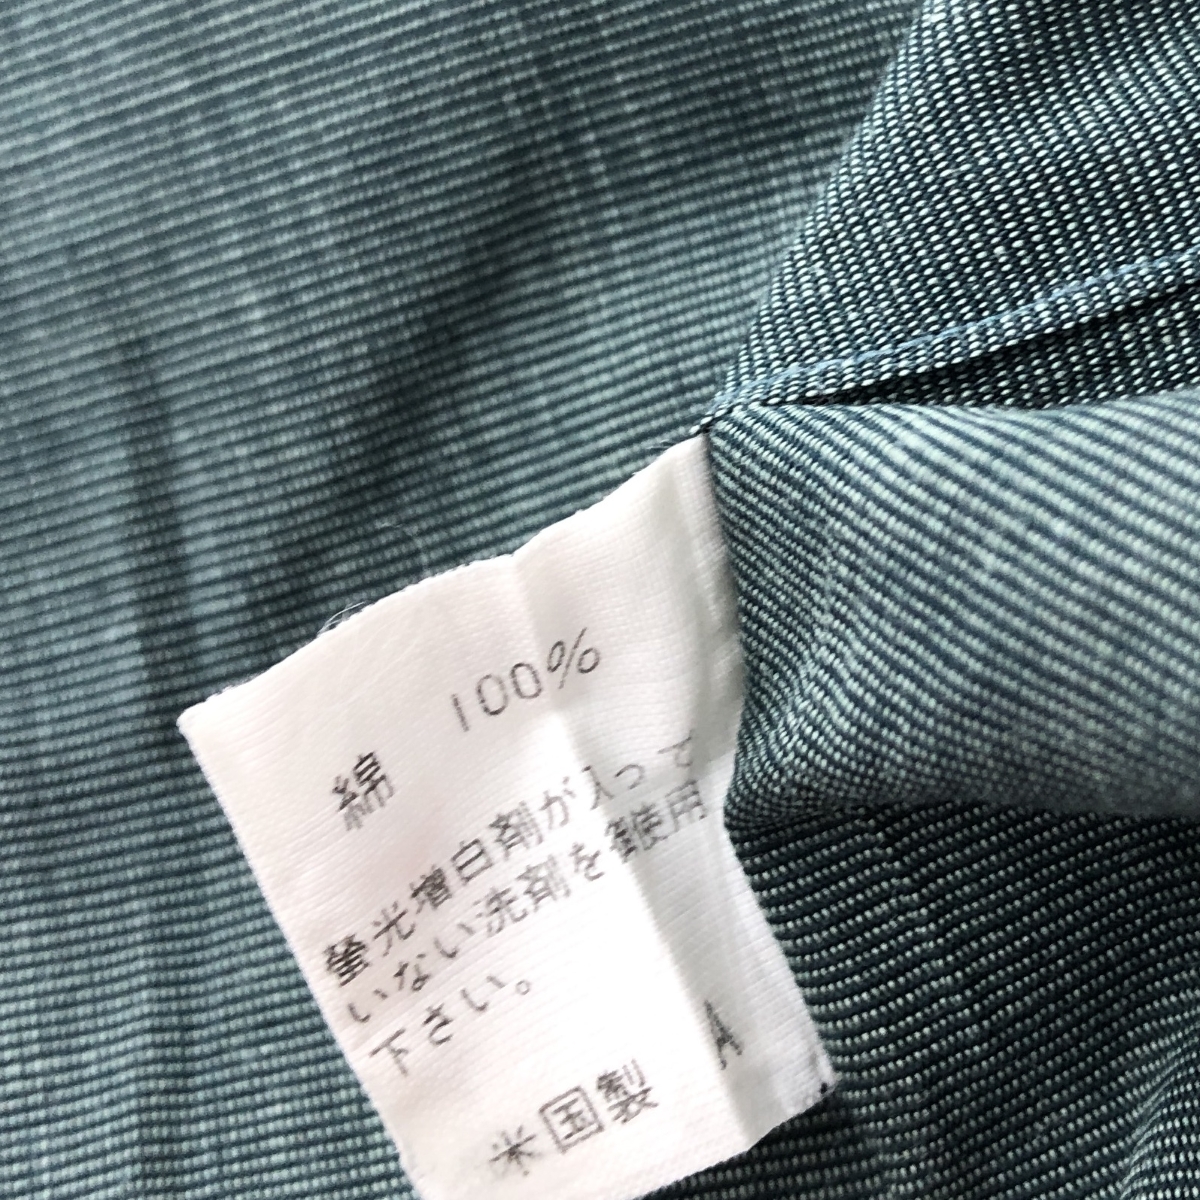 綿 100%
螢光増白剤が入って
いない洗剤を御使用
下さい。
米国製 A